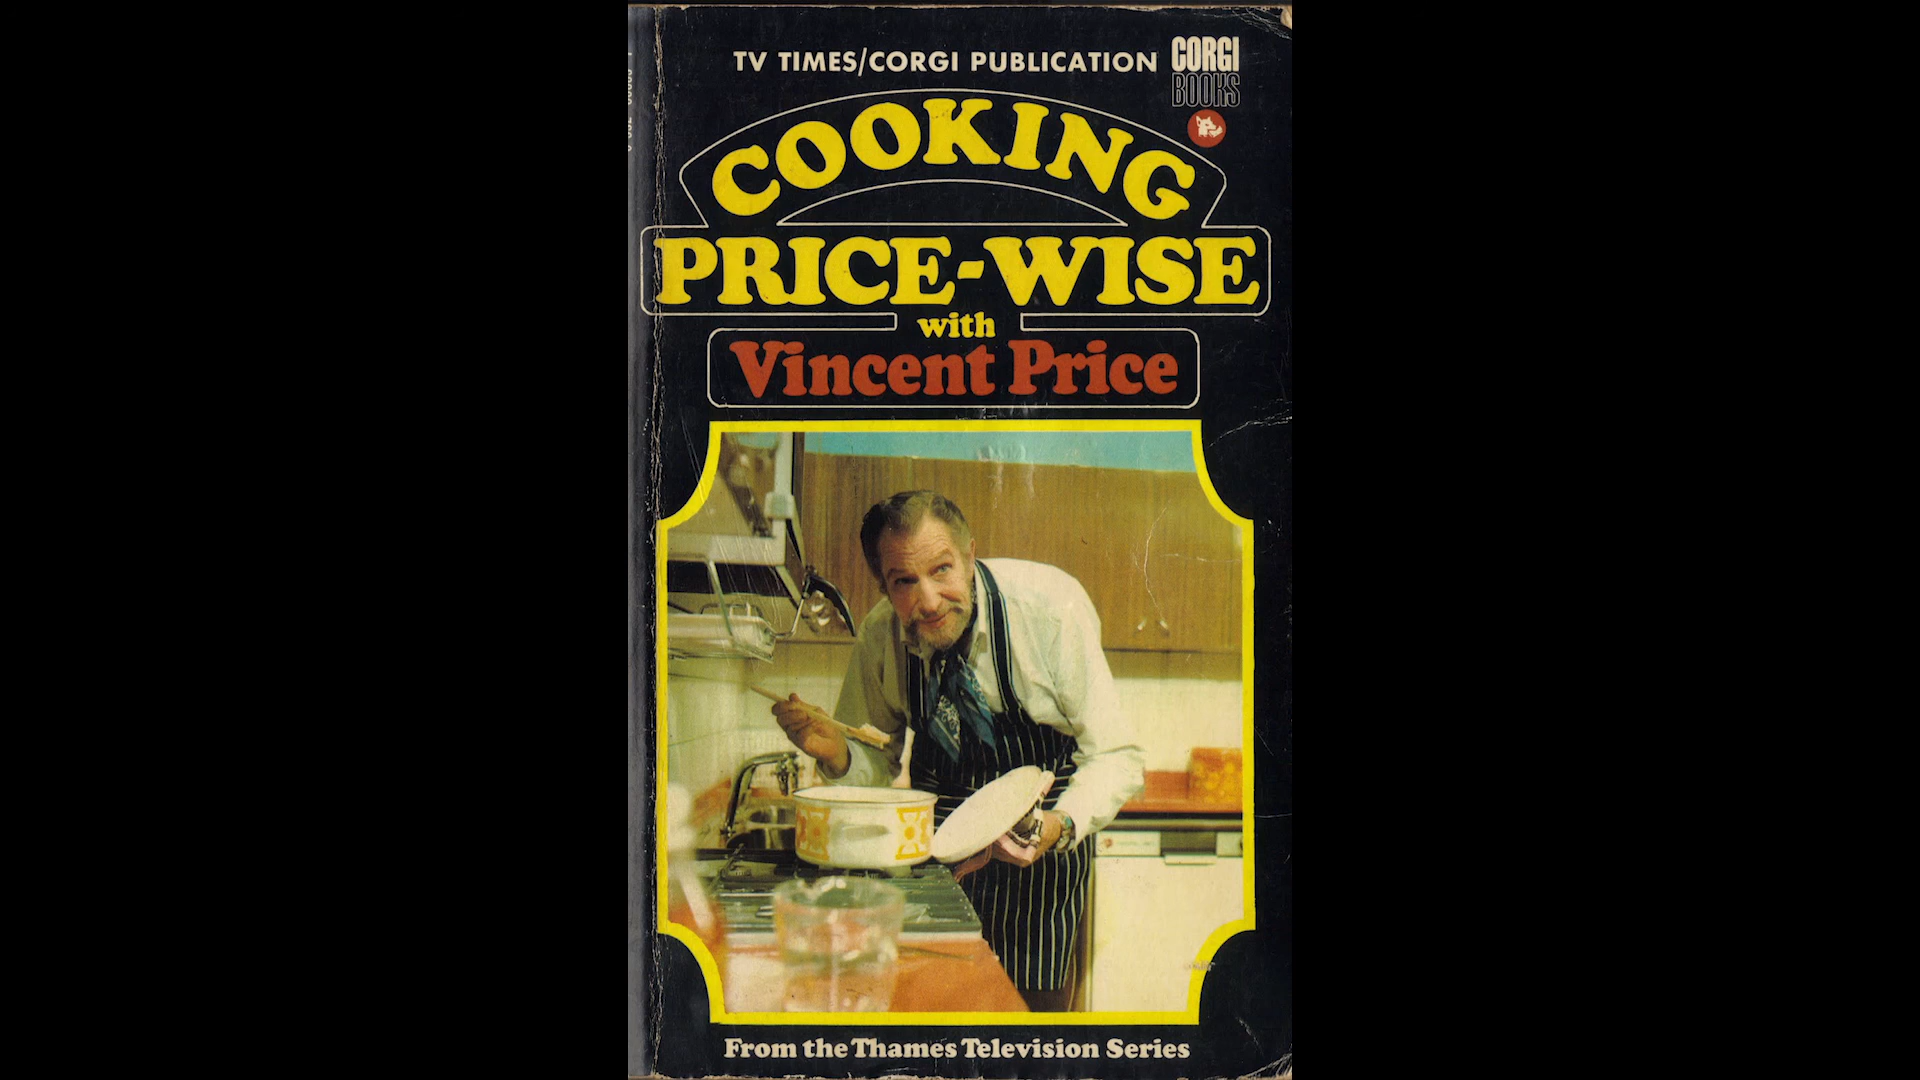 TV TIMES/CORGI PUBLICATION
CORGI
BOOKS
COOKING
PRICE-WISE
with
Vincent Price
From the Thames Television Series